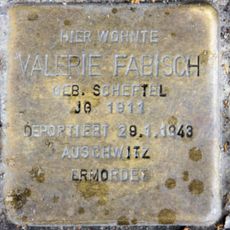 HIER WOHNTE
VALERIE FABISCH
GEB. SCHEFTEL
JG. 1911
DEPORTIERT 29.1.1943
AUSCHWITZ
ERMORDET